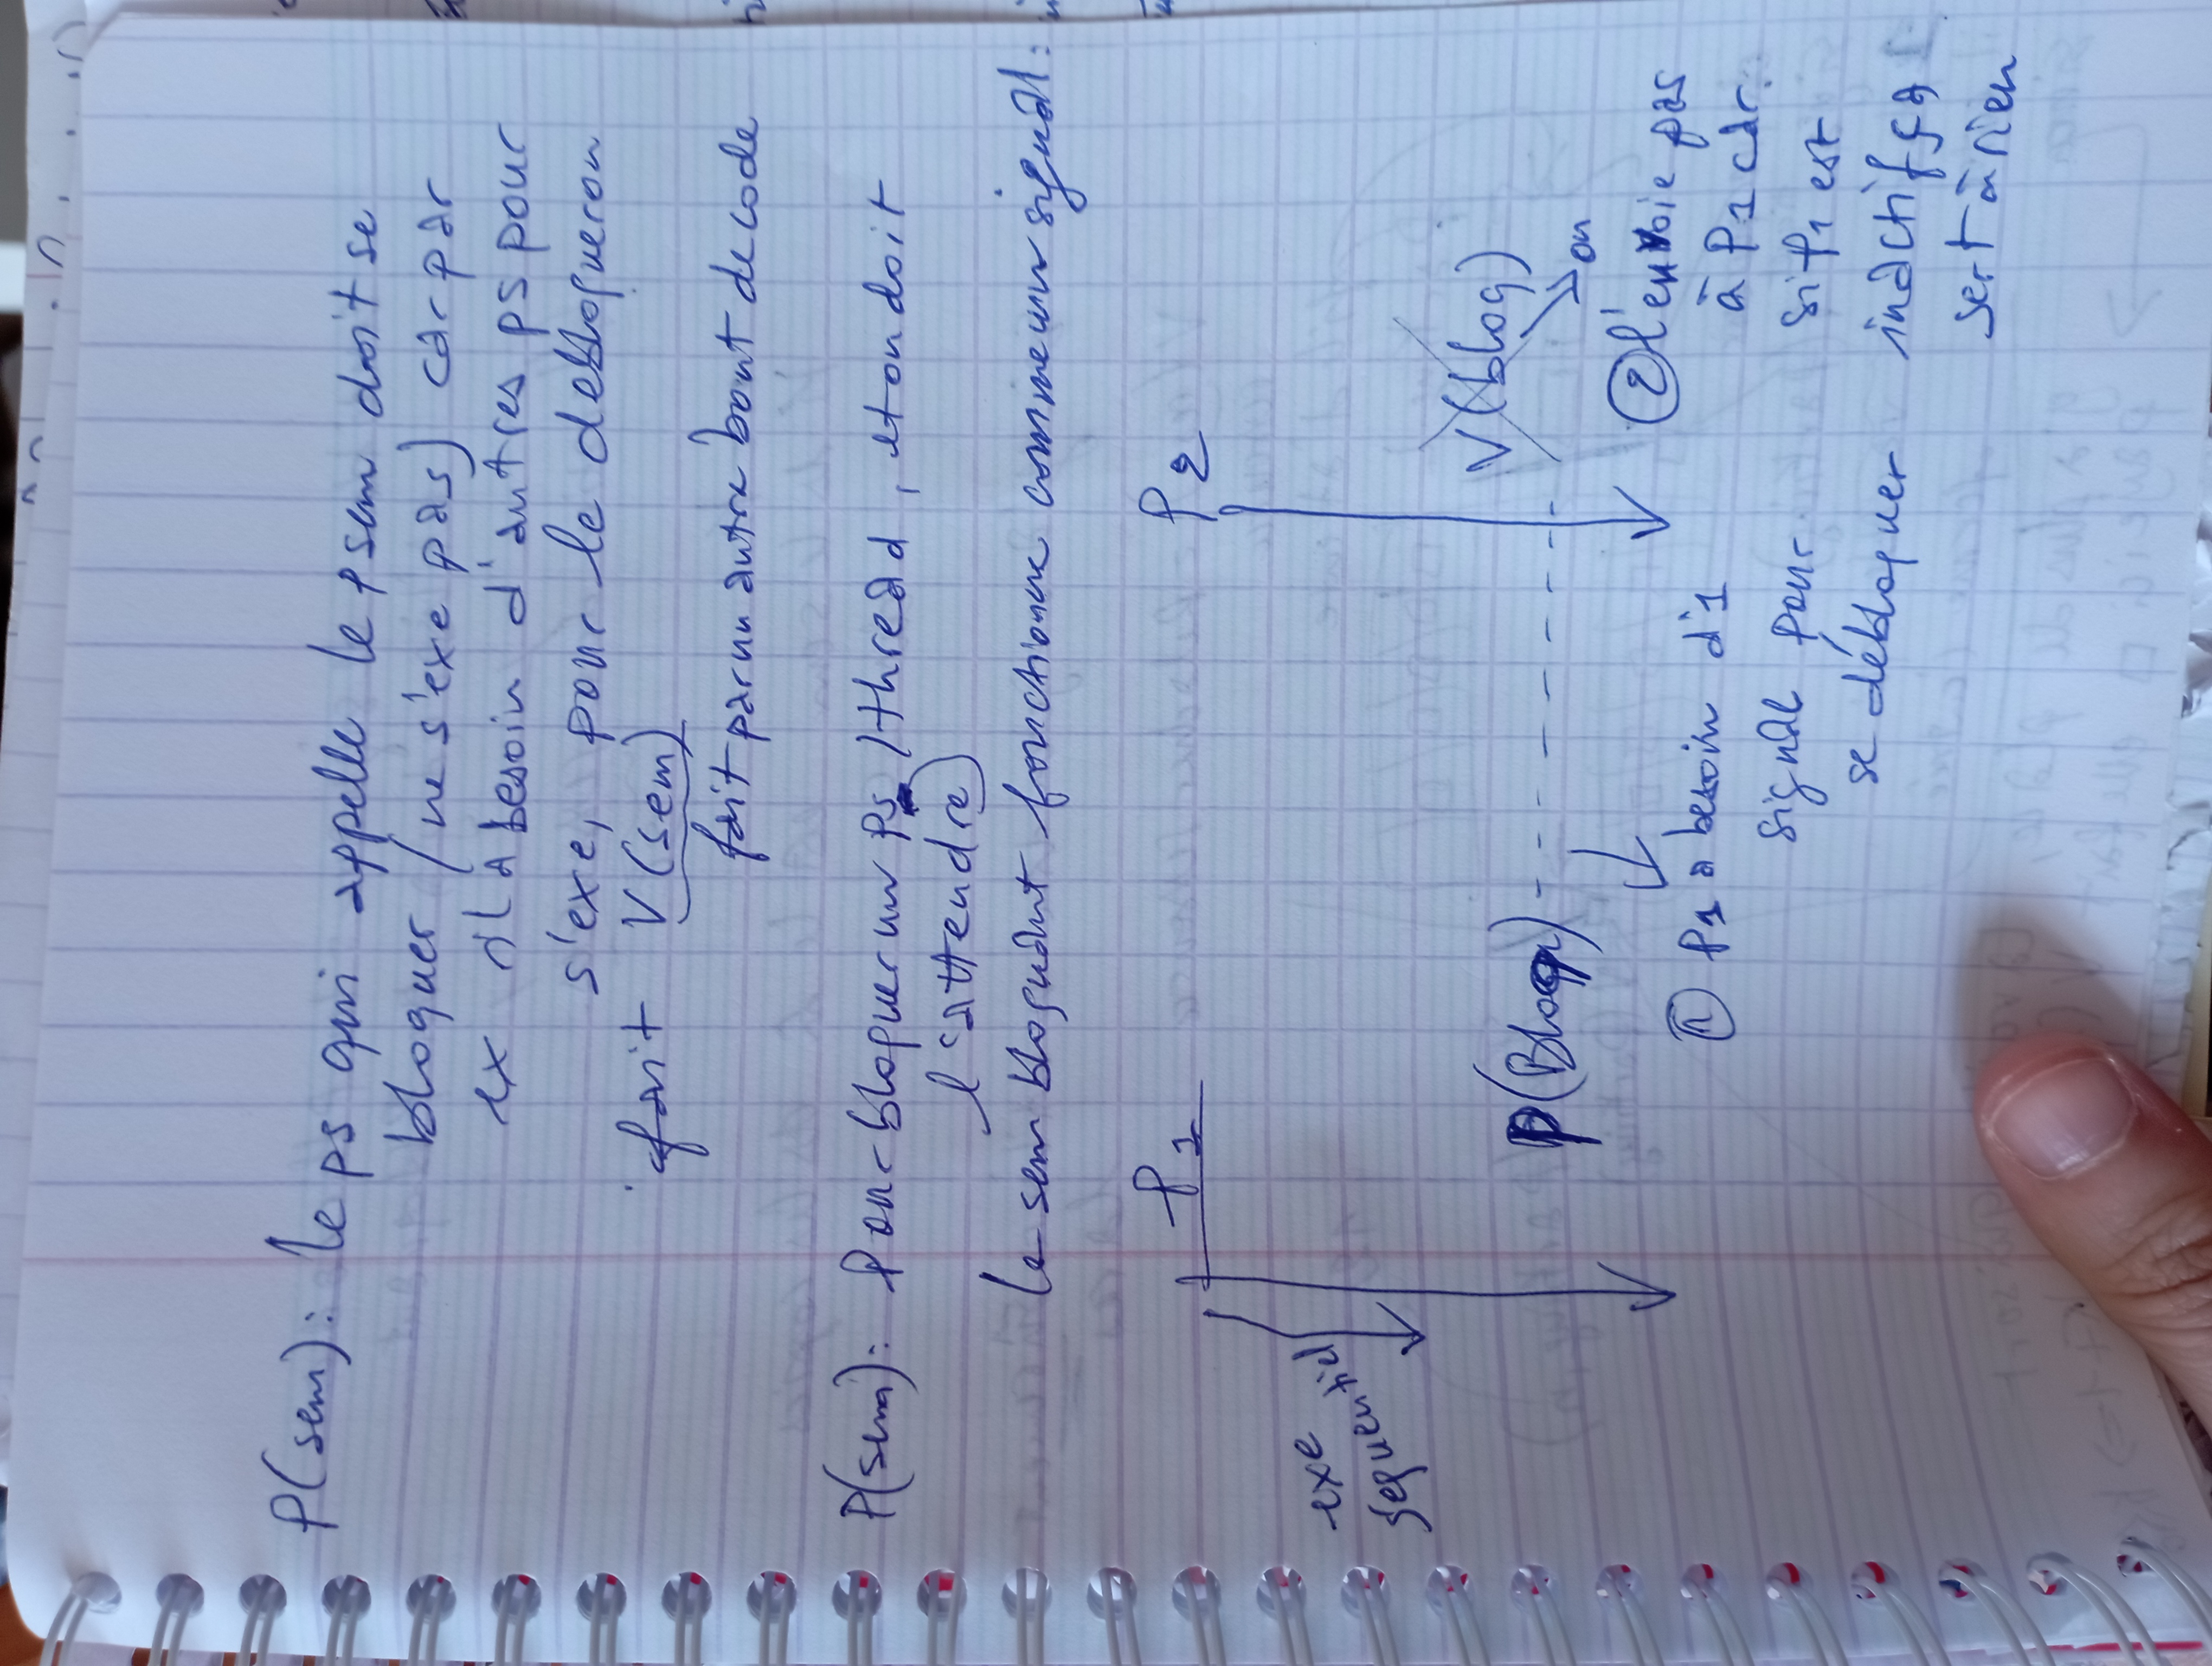 P(sem): le ps qui appelle le psem doit se
bloquer (ne s'exe pas) car par
ex s'il a besoin d'autres ps pour
s'exe, pour le debloquer on
fait V(sem)
fait par un autre bout de code
P(sem): Pour bloquer un ps /thread, et on doit
l'attendre
le sem bloquant fonctionne comme un signal:
P1
P2
exe
sequentiel
V(bloq)
P(Bloq)
on
② l'envoie pas
à P1 car
si P1 est
inactif ça
sert à rien
① P1 a besoin d'1
signal pour
se débloquer